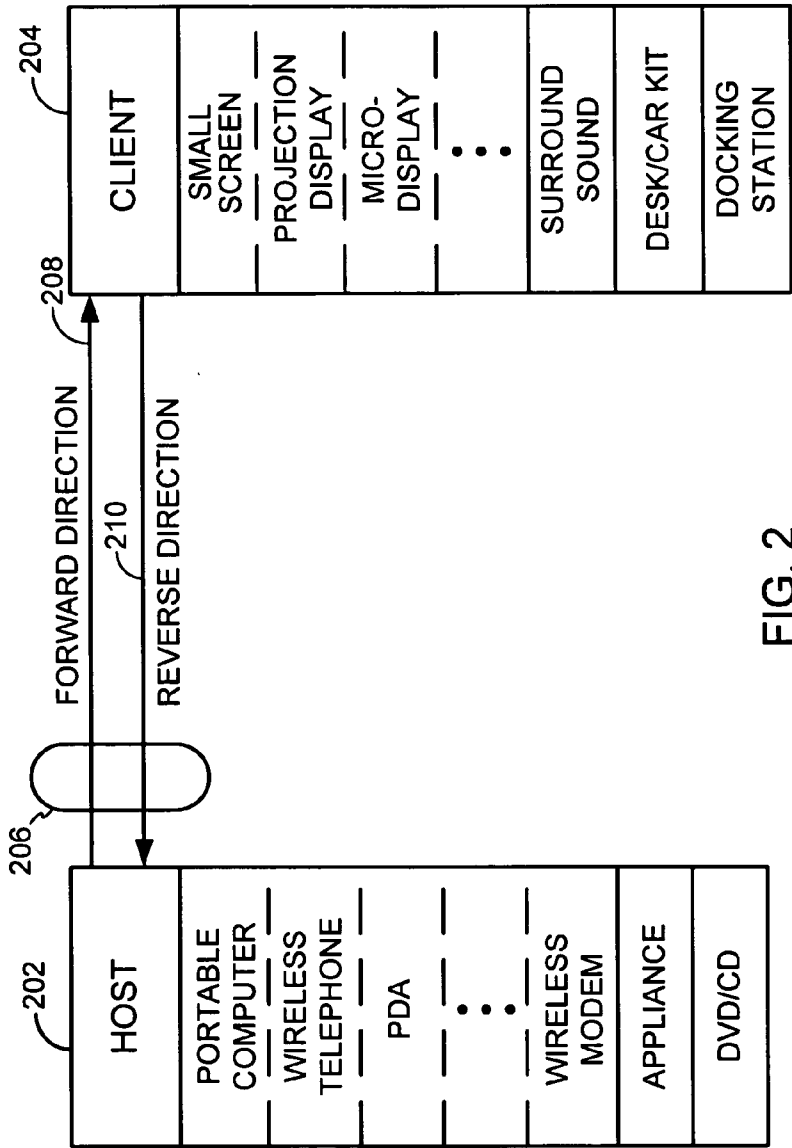 202
HOST
PORTABLE
COMPUTER
WIRELESS
TELEPHONE
PDA
WIRELESS
MODEM
APPLIANCE
DVD/CD
206
FORWARD DIRECTION
208
210
REVERSE DIRECTION
204
CLIENT
SMALL
SCREEN
PROJECTION
DISPLAY
MICRO-
DISPLAY
SURROUND
SOUND
DESK/CAR KIT
DOCKING
STATION
FIG. 2